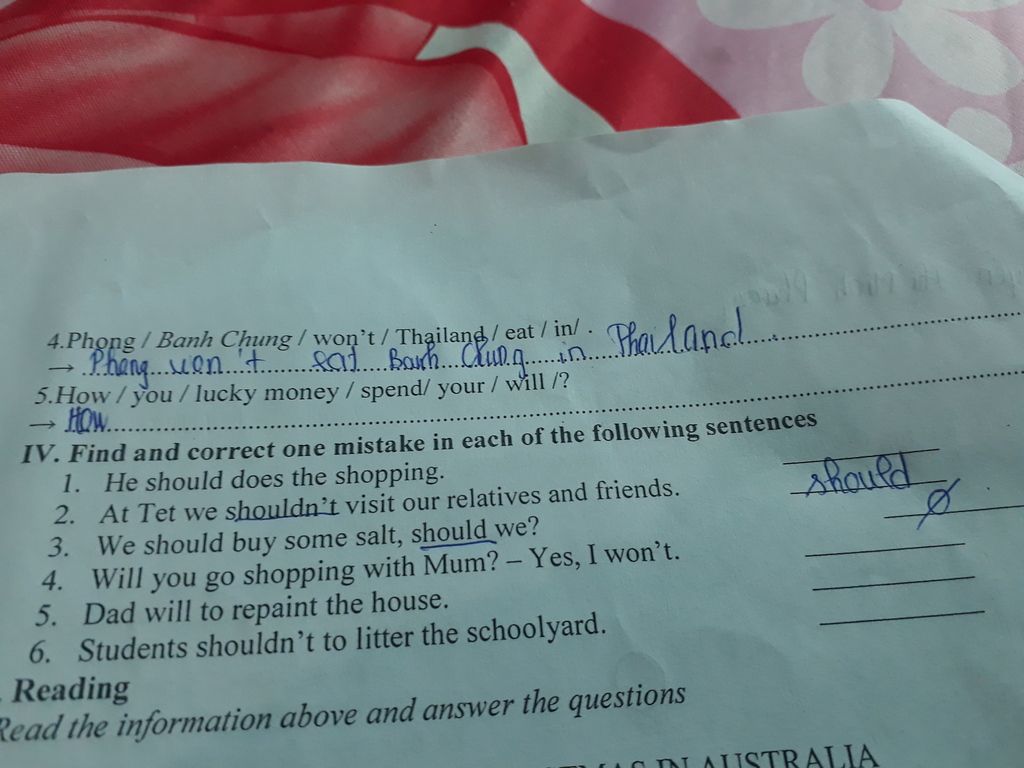 4.Phong / Banh Chung / won't / Thailand / eat / in/ .
→ Phong won't eat Banh Chung in Thailand
5.How / you / lucky money / spend/ your / will /?
→ How
IV. Find and correct one mistake in each of the following sentences
1. He should does the shopping.
2. At Tet we shouldn't visit our relatives and friends. should
3. We should buy some salt, should we? Ø
4. Will you go shopping with Mum? – Yes, I won't.
5. Dad will to repaint the house.
6. Students shouldn't to litter the schoolyard.
. Reading
Read the information above and answer the questions
IN AUSTRALIA